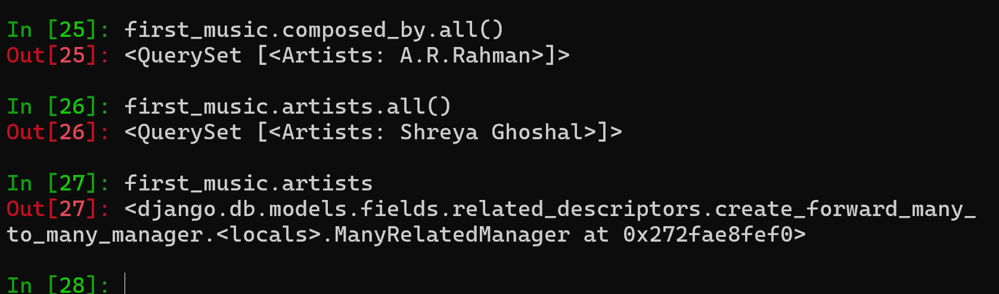 In [25]: first_music.composed_by.all()
Out[25]: <QuerySet [<Artists: A.R.Rahman>]>
In [26]: first_music.artists.all()
Out[26]: <QuerySet [<Artists: Shreya Ghoshal>]>
In [27]: first_music.artists
Out[27]: <django.db.models.fields.related_descriptors.create_forward_many_
to_many_manager.<locals>.ManyRelatedManager at 0x272fae8fef0>
In [28]: